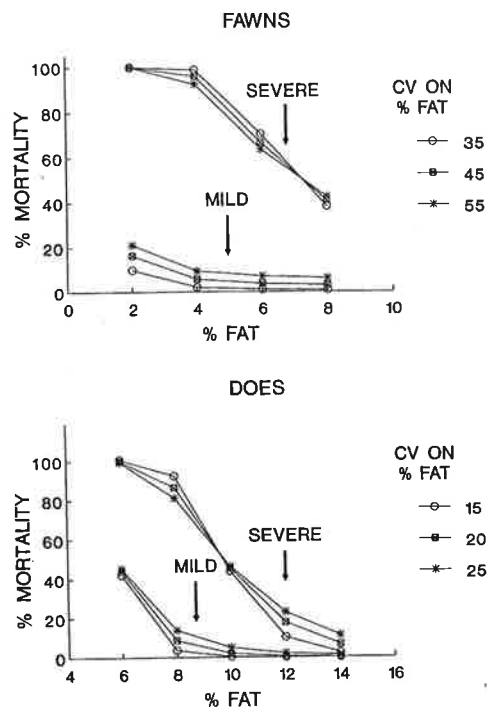 FAWNS
100
80
60
40
20
0
% MORTALITY
SEVERE
MILD
CV ON
% FAT
35
45
55
0 2 4 6 8 10
% FAT
DOES
100
80
60
40
20
0
% MORTALITY
SEVERE
MILD
CV ON
% FAT
15
20
25
4 6 8 10 12 14 16
% FAT